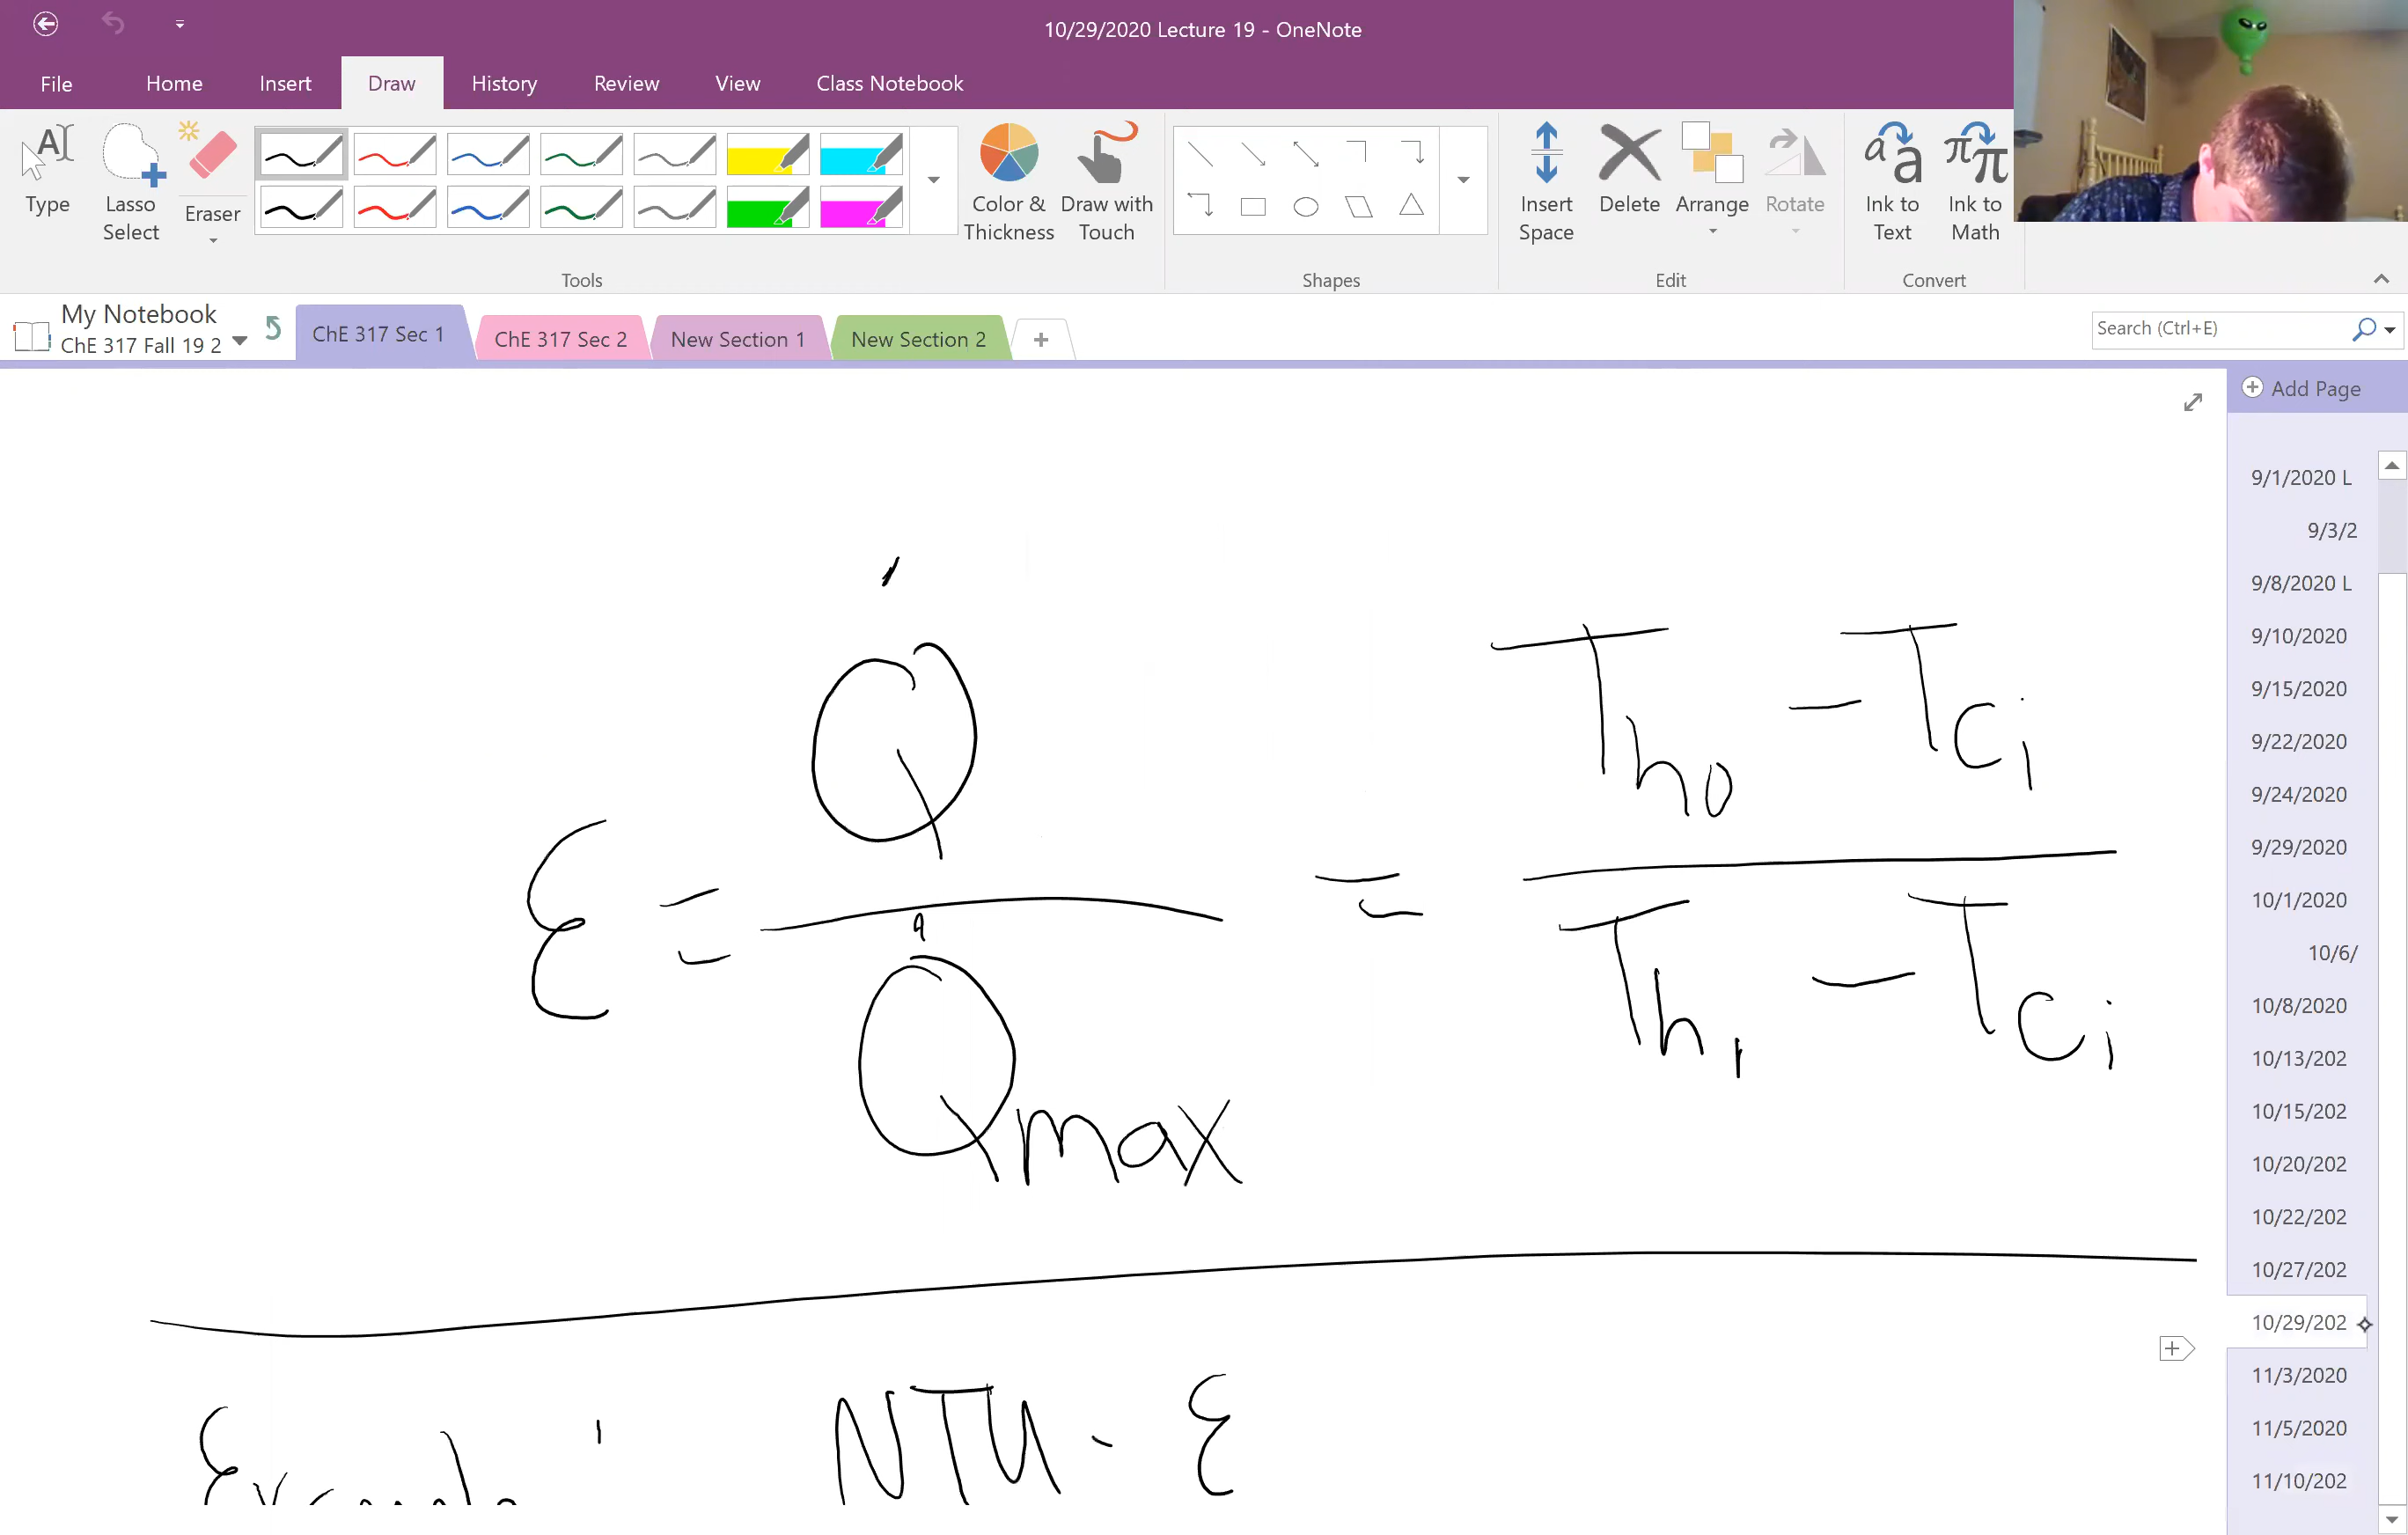 10/29/2020 Lecture 19 - OneNote
File Home Insert Draw History Review View Class Notebook
Type
Lasso Select
Eraser
Color & Thickness
Draw with Touch
Insert Space
Delete
Arrange
Rotate
Ink to Text
Ink to Math
Tools Shapes Edit Convert
My Notebook
ChE 317 Fall 19 2
ChE 317 Sec 1 ChE 317 Sec 2 New Section 1 New Section 2 +
Search (Ctrl+E)
Add Page
9/1/2020 L
9/3/2
9/8/2020 L
9/10/2020
9/15/2020
9/22/2020
9/24/2020
9/29/2020
10/1/2020
10/6/
10/8/2020
10/13/202
10/15/202
10/20/202
10/22/202
10/27/202
10/29/202
11/3/2020
11/5/2020
11/10/202
ε = Q̇ / Q̇max = (Tho - Tci) / (Thi - Tci)
NTU - ε